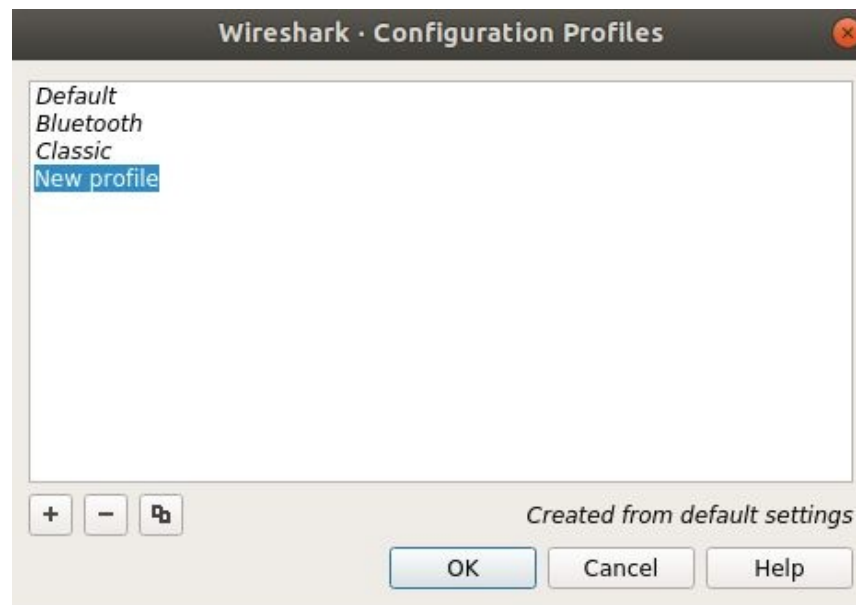 Wireshark · Configuration Profiles
Default
Bluetooth
Classic
New profile
Created from default settings
OK Cancel Help